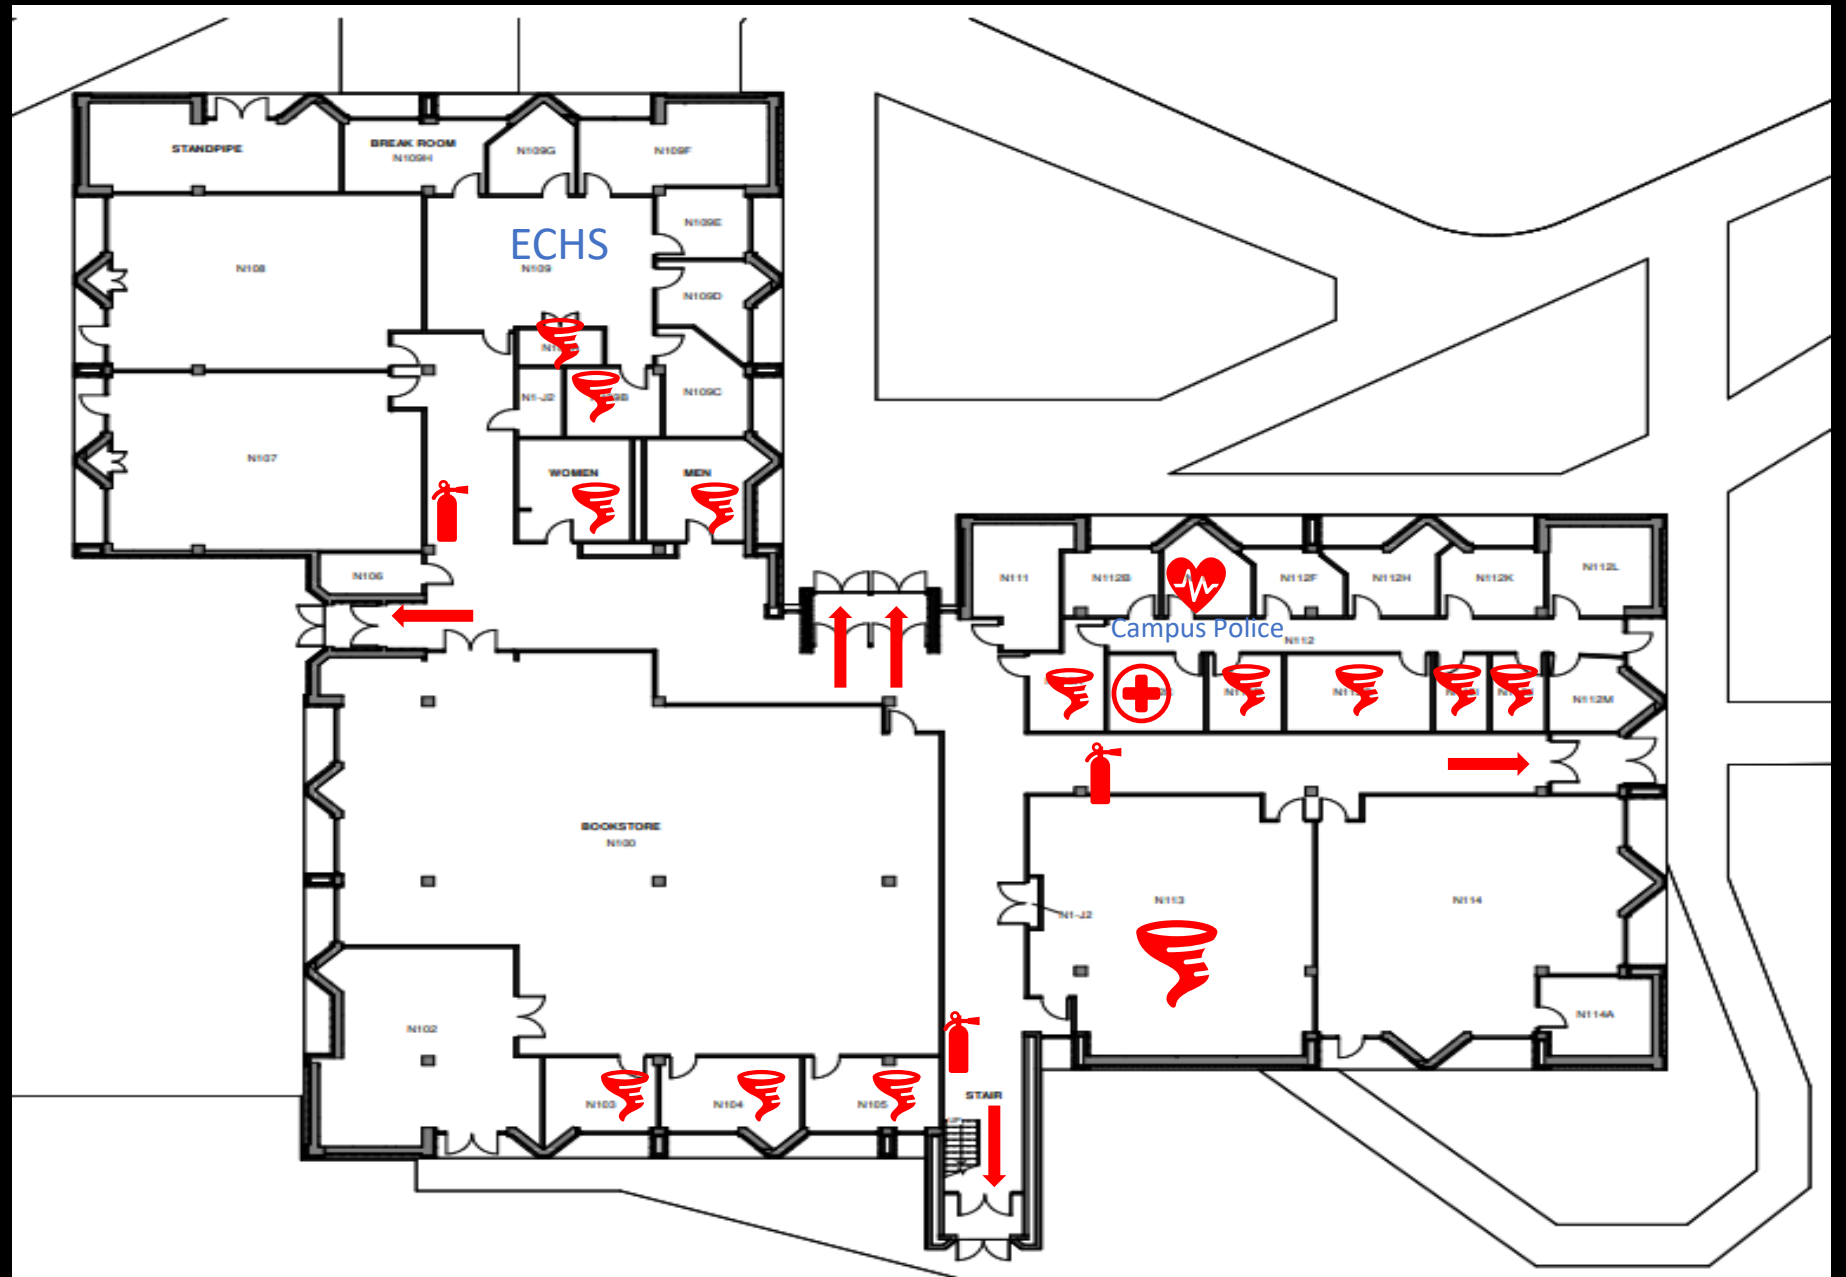 STANDPIPE
BREAK ROOM
N109H
N109G
N109F
N109E
ECHS
N109
N108
N109D
N1-J2
N109C
N107
WOMEN
MEN
N106
N111
N112B
N112F
N112H
N112K
N112L
Campus Police
N112
N112M
BOOKSTORE
N100
N113
N1-J2
N114
N102
N114A
N103
N104
N105
STAIR